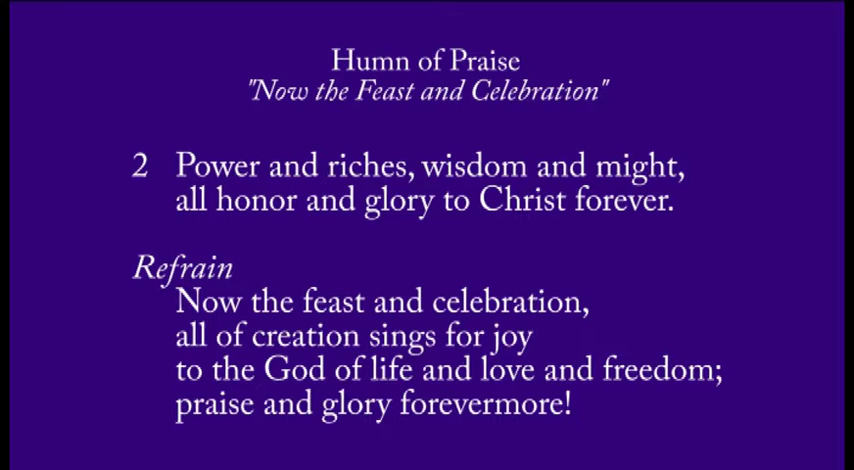 Humn of Praise
"Now the Feast and Celebration"
2 Power and riches, wisdom and might,
all honor and glory to Christ forever.
Refrain
Now the feast and celebration,
all of creation sings for joy
to the God of life and love and freedom;
praise and glory forevermore!